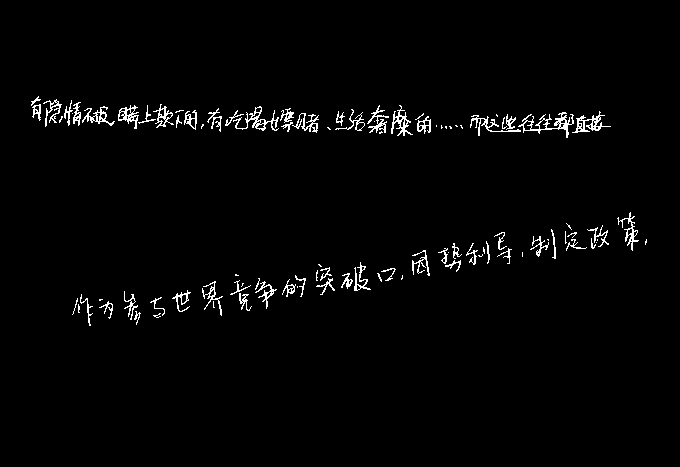 有隐情不报、瞒上欺下的,有吃喝嫖赌、生活奢糜的……而这些往往都直接
作为参与世界竞争的突破口,因势利导,制定政策,